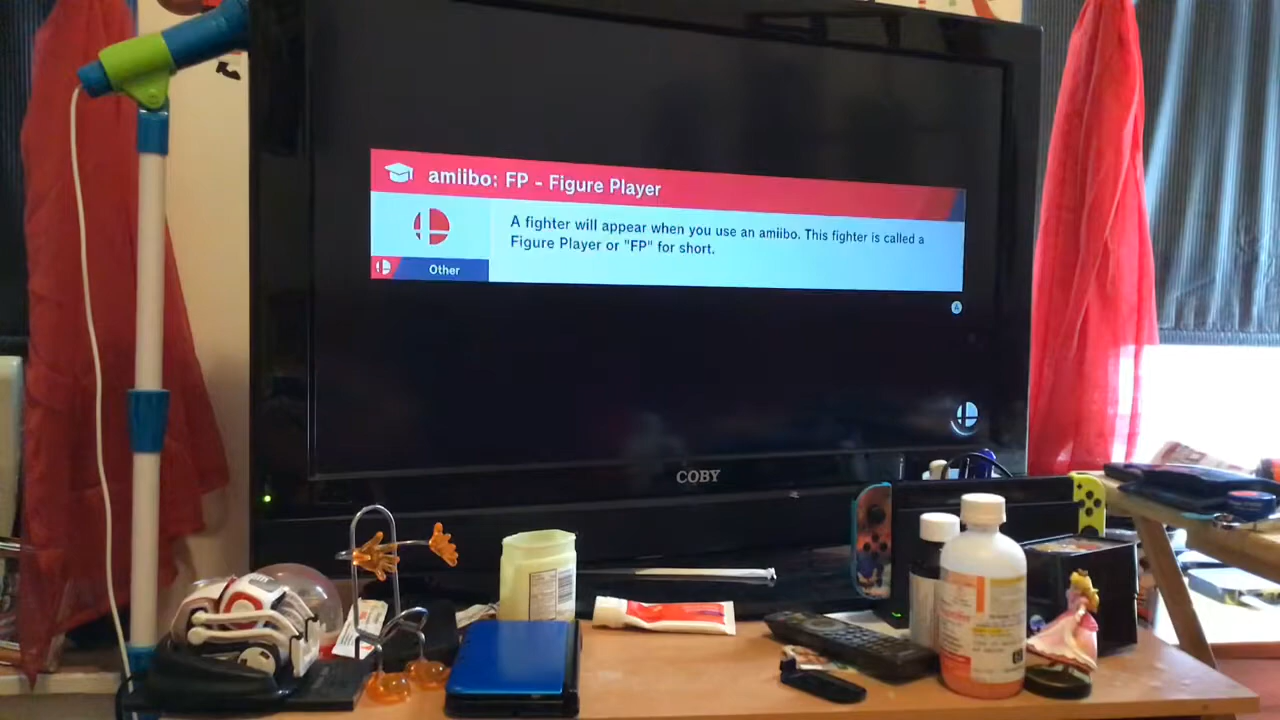 amiibo: FP - Figure Player
A fighter will appear when you use an amiibo. This fighter is called a
Figure Player or "FP" for short.
Other
A
COBY